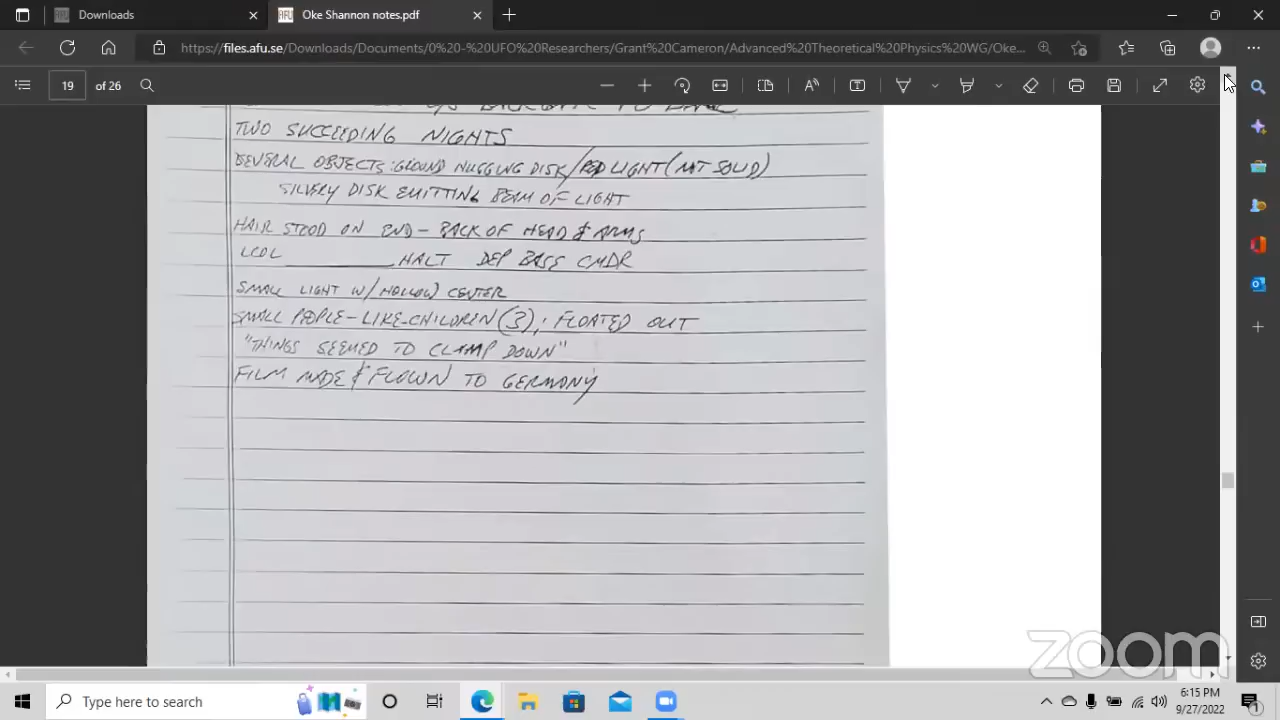 Downloads
Oke Shannon notes.pdf
https://files.afu.se/Downloads/Documents/0%20-%20UFO%20Researchers/Grant%20Cameron/Advanced%20Theoretical%20Physics%20WG/Oke...
19 of 26
TWO SUCCEEDING NIGHTS
SEVERAL OBJECTS: GROUND HUGGING DISK/RED LIGHT (NOT SOLID)
SILVERY DISK EMITTING BEAM OF LIGHT
HAIR STOOD ON END - BACK OF HEAD & ARMS
LCOL ________ HALT DEP BASE CMDR
SMALL LIGHT W/HOLLOW CENTER
SMALL PEOPLE-LIKE-CHILDREN (3); FLOATED OUT
"THINGS SEEMED TO CLAMP DOWN"
FILM MADE & FLOWN TO GERMANY
zoom
Type here to search
6:15 PM
9/27/2022